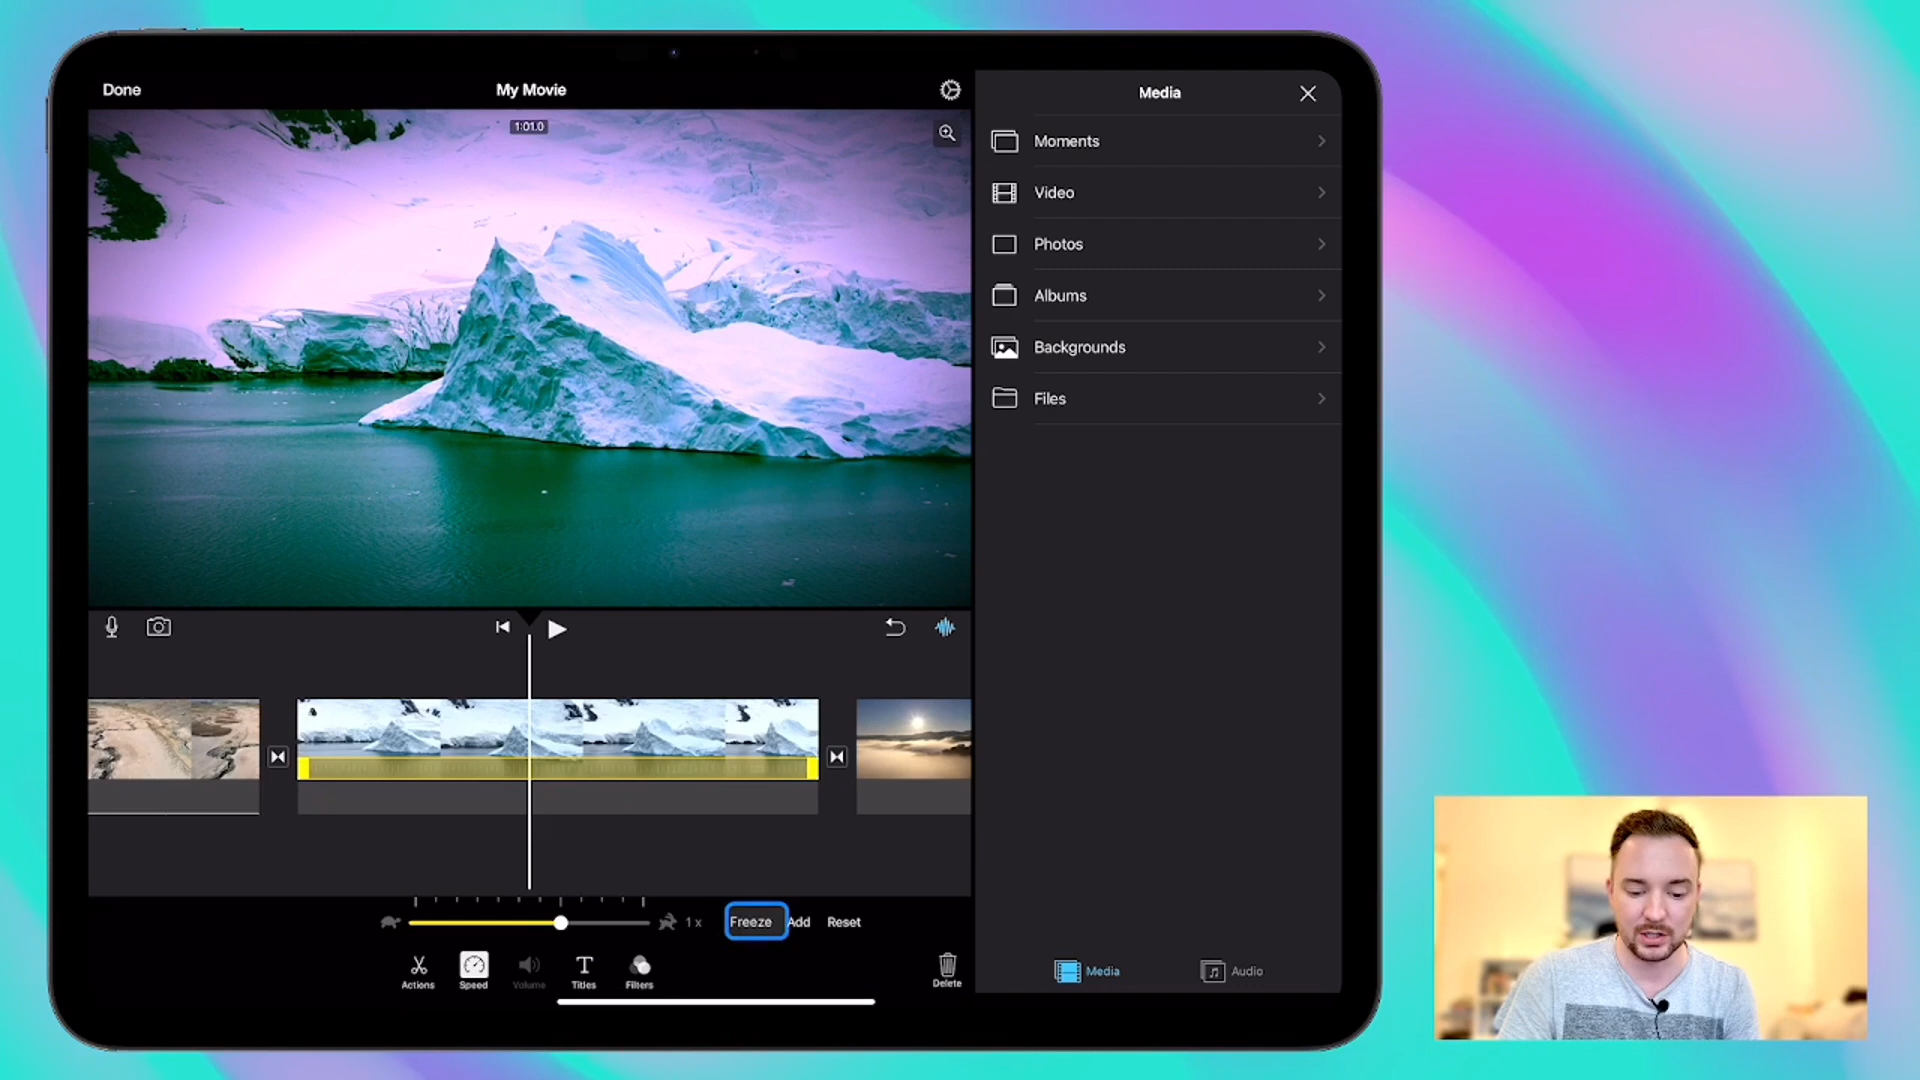 Done
My Movie
1:01.0
Media
Moments
Video
Photos
Albums
Backgrounds
Files
1 x
Freeze
Add
Reset
Actions
Speed
Volume
Titles
Filters
Delete
Media
Audio